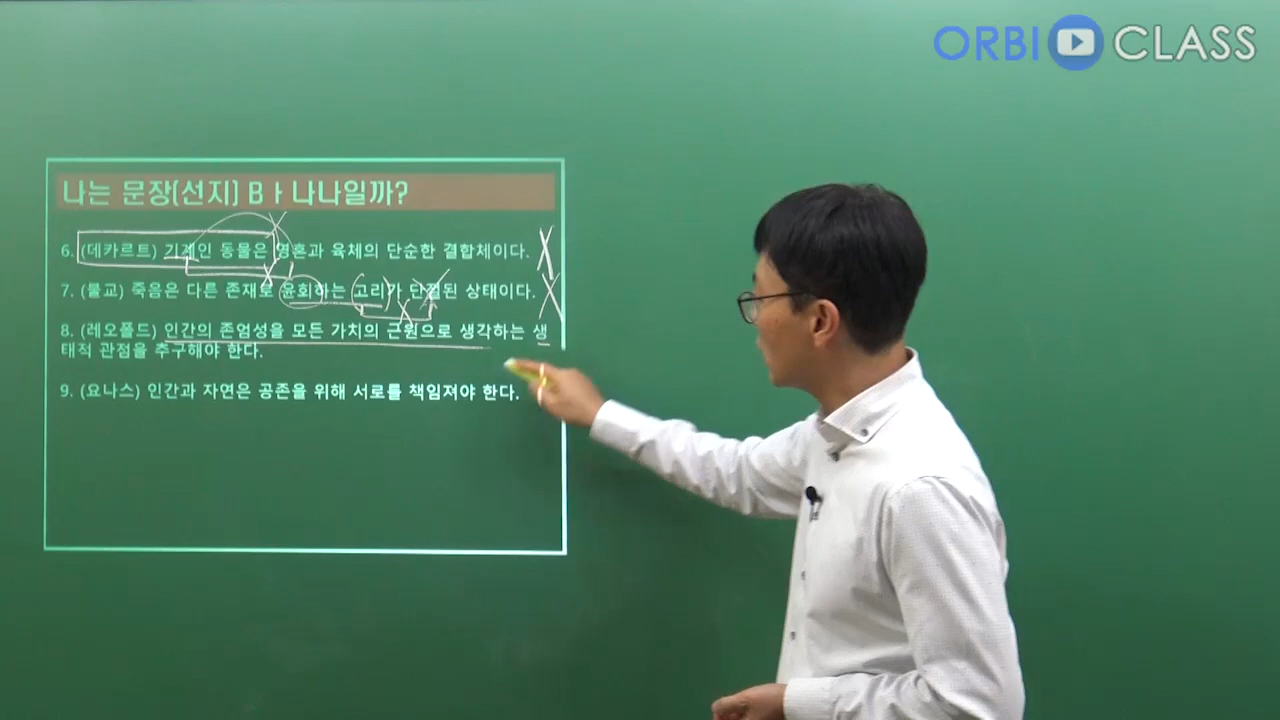 ORBI CLASS
나는 문장(선지) B ㅏ 나나일까?
6. (데카르트) 기계인 동물은 영혼과 육체의 단순한 결합체이다.
7. (불교) 죽음은 다른 존재로 윤회하는 고리가 단절된 상태이다.
8. (레오폴드) 인간의 존엄성을 모든 가치의 근원으로 생각하는 생
태적 관점을 추구해야 한다.
9. (요나스) 인간과 자연은 공존을 위해 서로를 책임져야 한다.